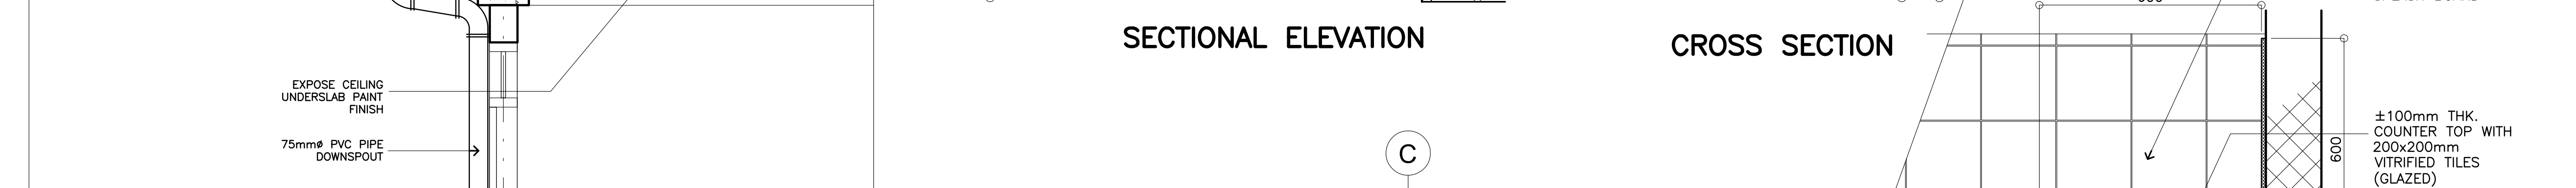 SECTIONAL ELEVATION
CROSS SECTION
EXPOSE CEILING
UNDERSLAB PAINT
FINISH
75mmø PVC PIPE
DOWNSPOUT
C
600
±100mm THK.
COUNTER TOP WITH
200x200mm
VITRIFIED TILES
(GLAZED)